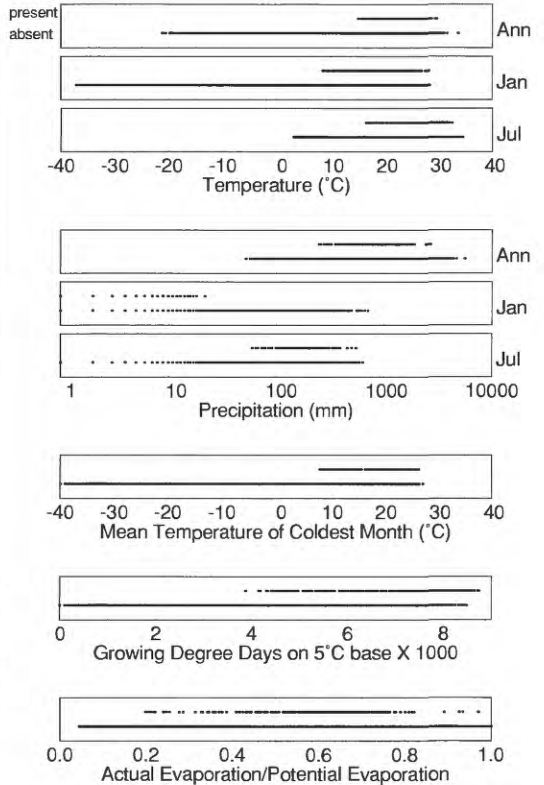 present
absent
Ann
Jan
Jul
-40 -30 -20 -10 0 10 20 30 40
Temperature (°C)
Ann
Jan
Jul
1 10 100 1000 10000
Precipitation (mm)
-40 -30 -20 -10 0 10 20 30 40
Mean Temperature of Coldest Month (°C)
0 2 4 6 8
Growing Degree Days on 5°C base X 1000
0.0 0.2 0.4 0.6 0.8 1.0
Actual Evaporation/Potential Evaporation